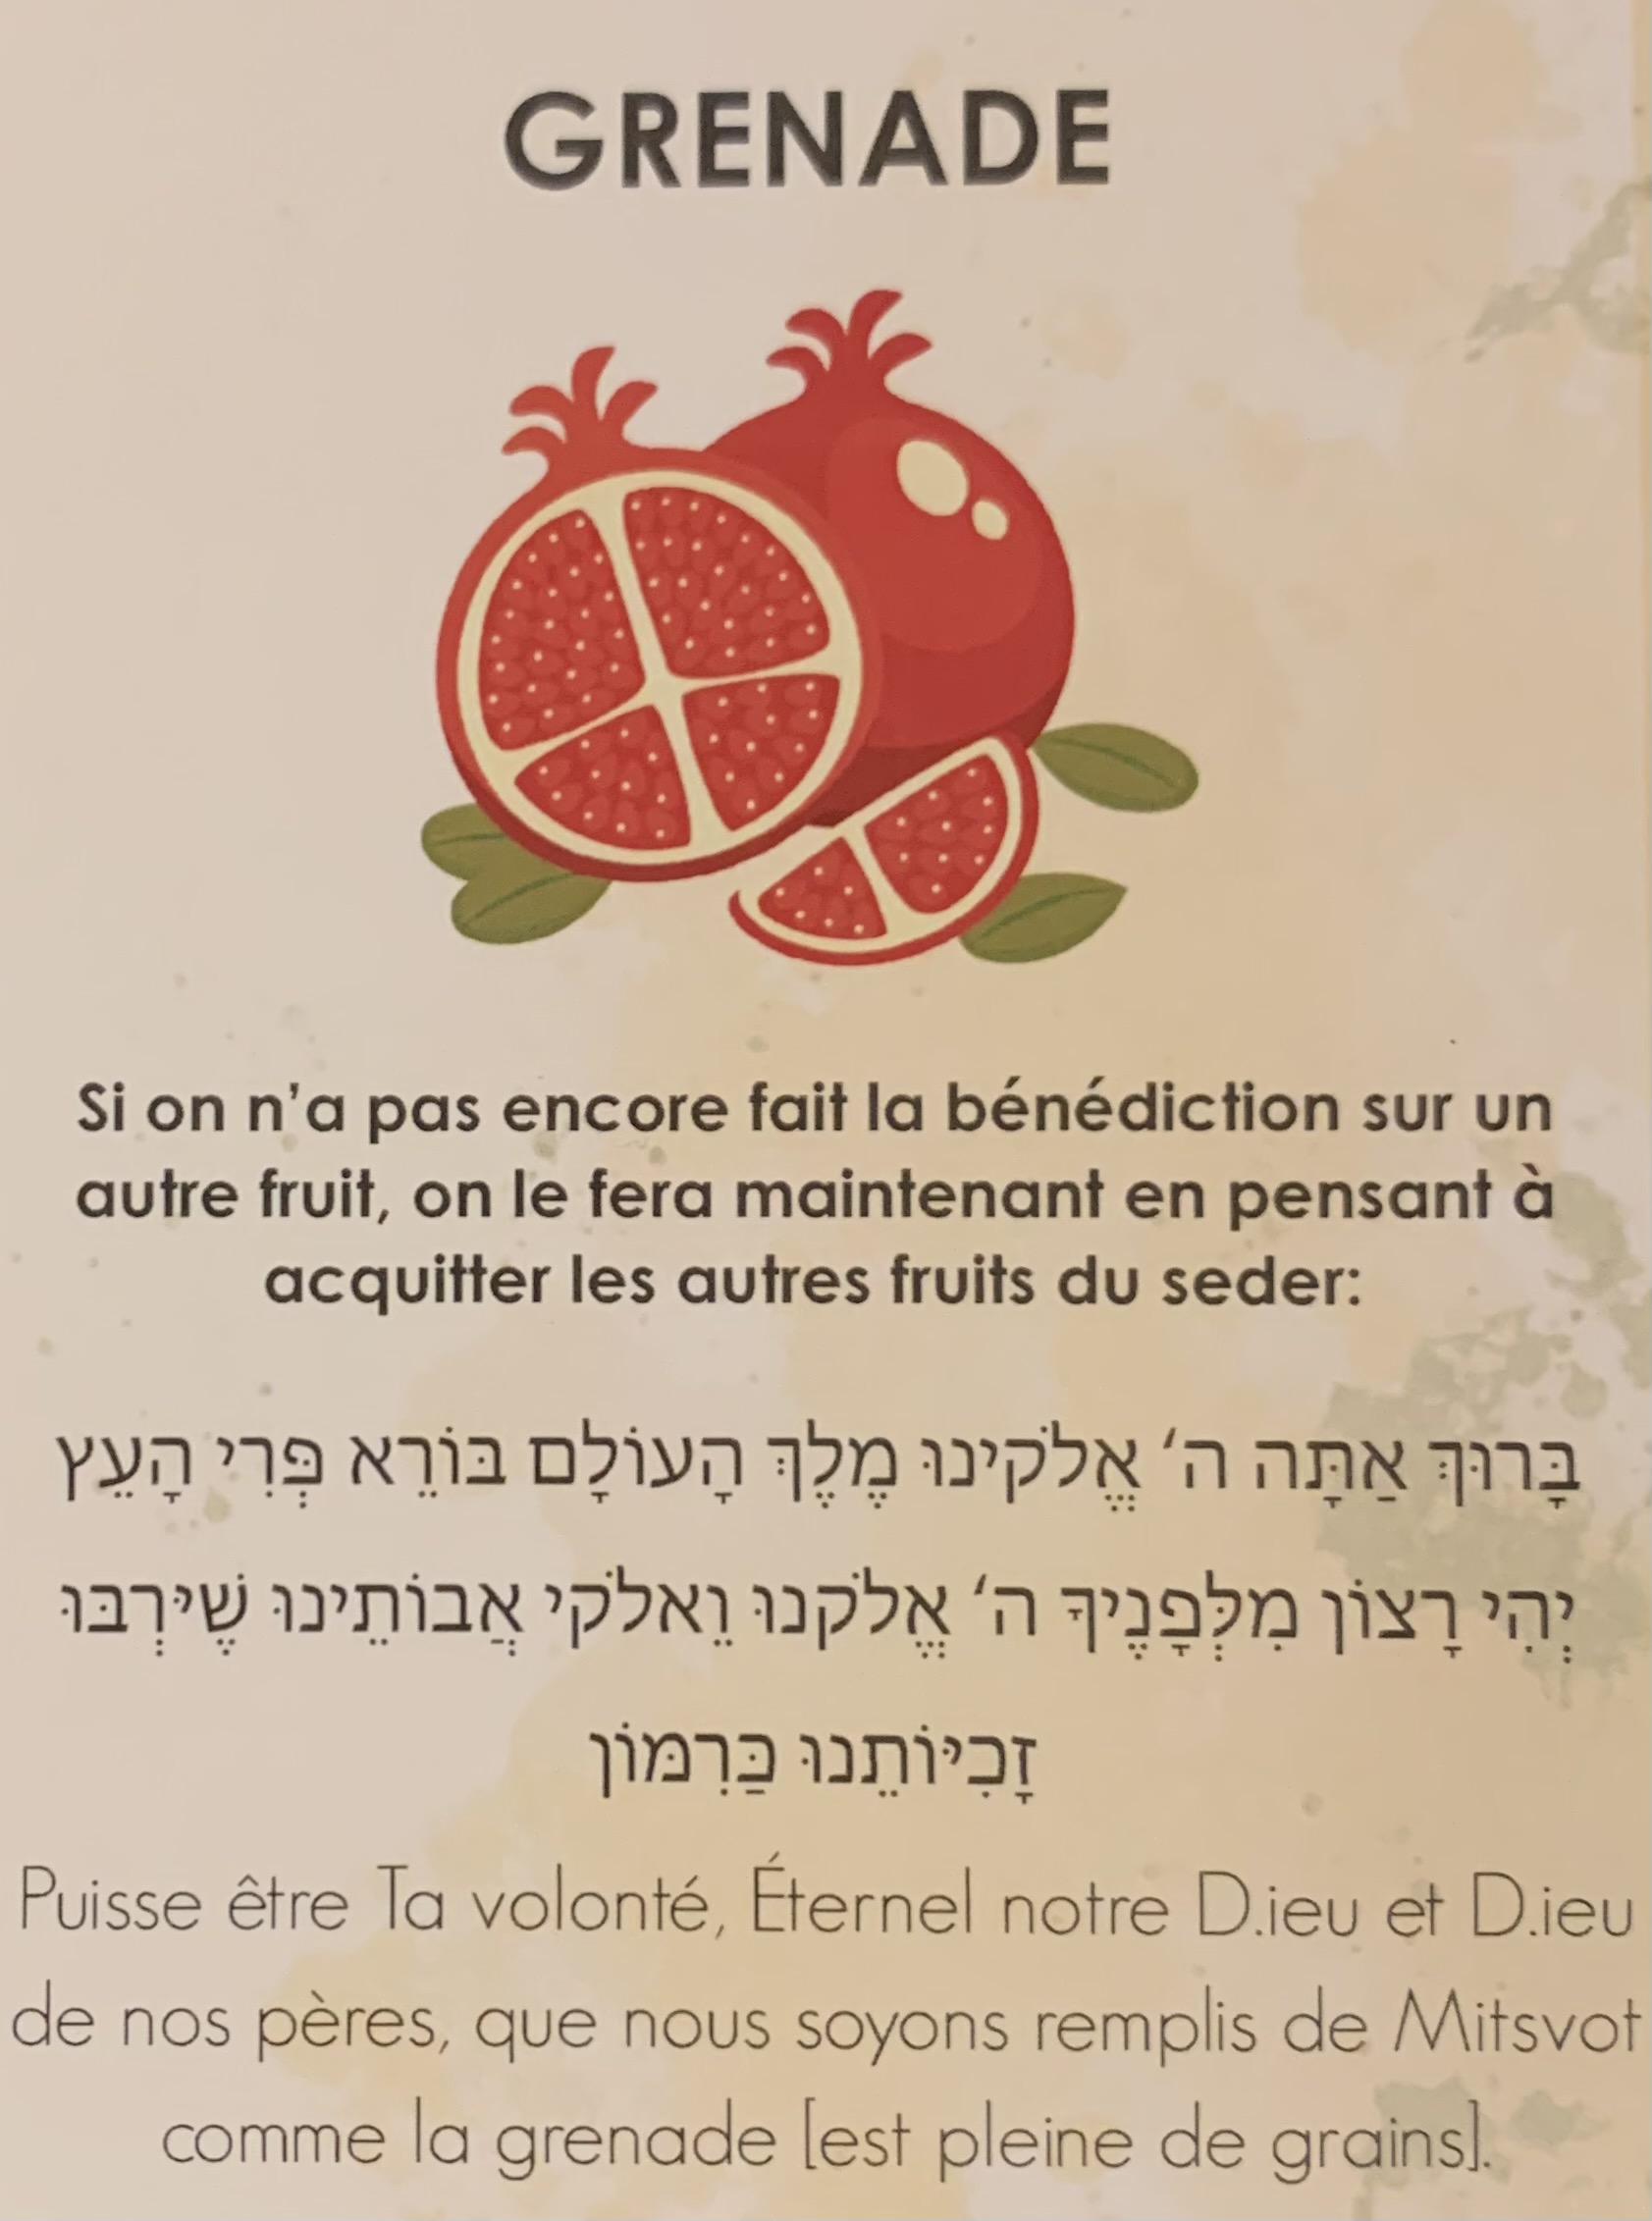 GRENADE
Si on n'a pas encore fait la bénédiction sur un
autre fruit, on le fera maintenant en pensant à
acquitter les autres fruits du seder:
בָּרוּךְ אַתָּה ה׳ אֱלֹקֵינוּ מֶלֶךְ הָעוֹלָם בּוֹרֵא פְּרִי הָעֵץ
יְהִי רָצוֹן מִלְּפָנֶיךָ ה׳ אֱלֹקנוּ וֵאלֹקי אֲבוֹתֵינוּ שֶׁיִּרְבּוּ
זָכִיּוֹתֵנוּ כַּרִמּוֹן
Puisse être Ta volonté, Éternel notre D.ieu et D.ieu
de nos pères, que nous soyons remplis de Mitsvot
comme la grenade [est pleine de grains].